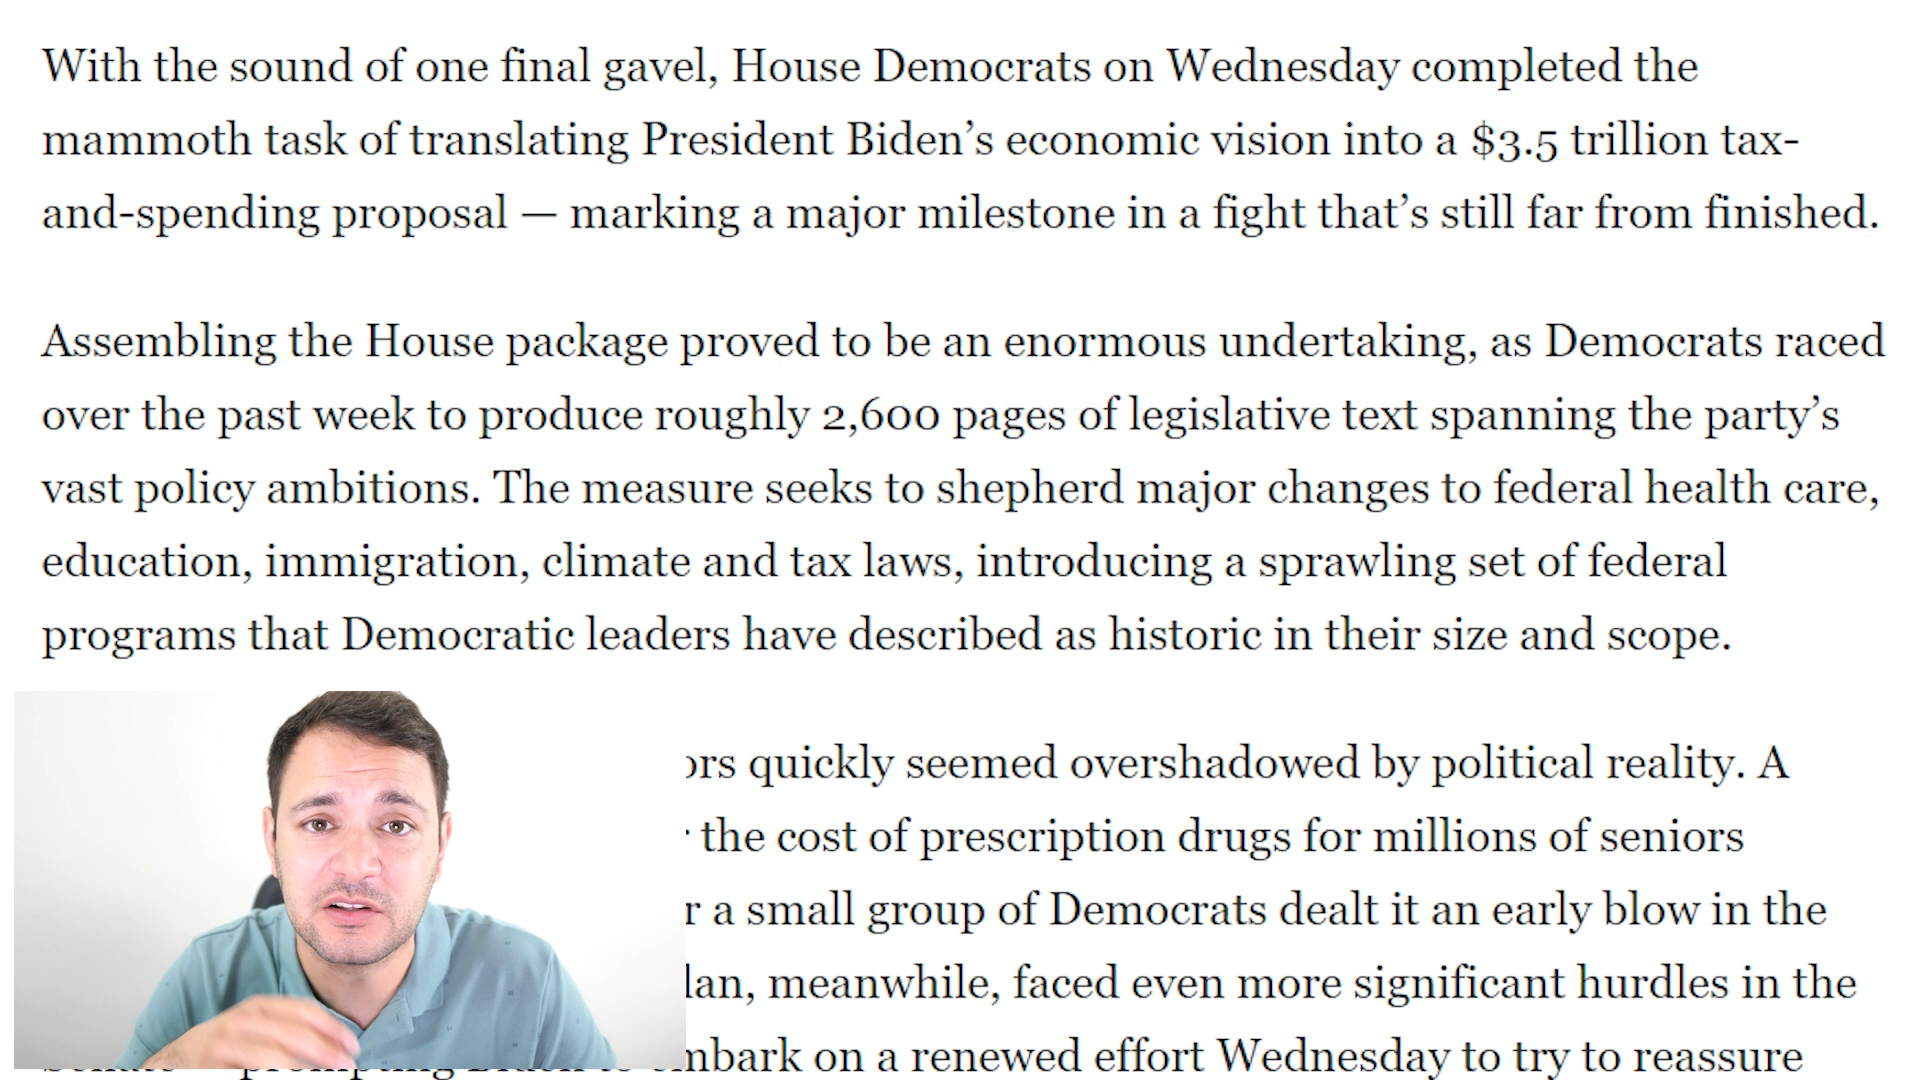 With the sound of one final gavel, House Democrats on Wednesday completed the
mammoth task of translating President Biden’s economic vision into a $3.5 trillion tax-
and-spending proposal — marking a major milestone in a fight that’s still far from finished.
Assembling the House package proved to be an enormous undertaking, as Democrats raced
over the past week to produce roughly 2,600 pages of legislative text spanning the party’s
vast policy ambitions. The measure seeks to shepherd major changes to federal health care,
education, immigration, climate and tax laws, introducing a sprawling set of federal
programs that Democratic leaders have described as historic in their size and scope.
quickly seemed overshadowed by political reality. A
the cost of prescription drugs for millions of seniors
a small group of Democrats dealt it an early blow in the
meanwhile, faced even more significant hurdles in the
on a renewed effort Wednesday to try to reassure